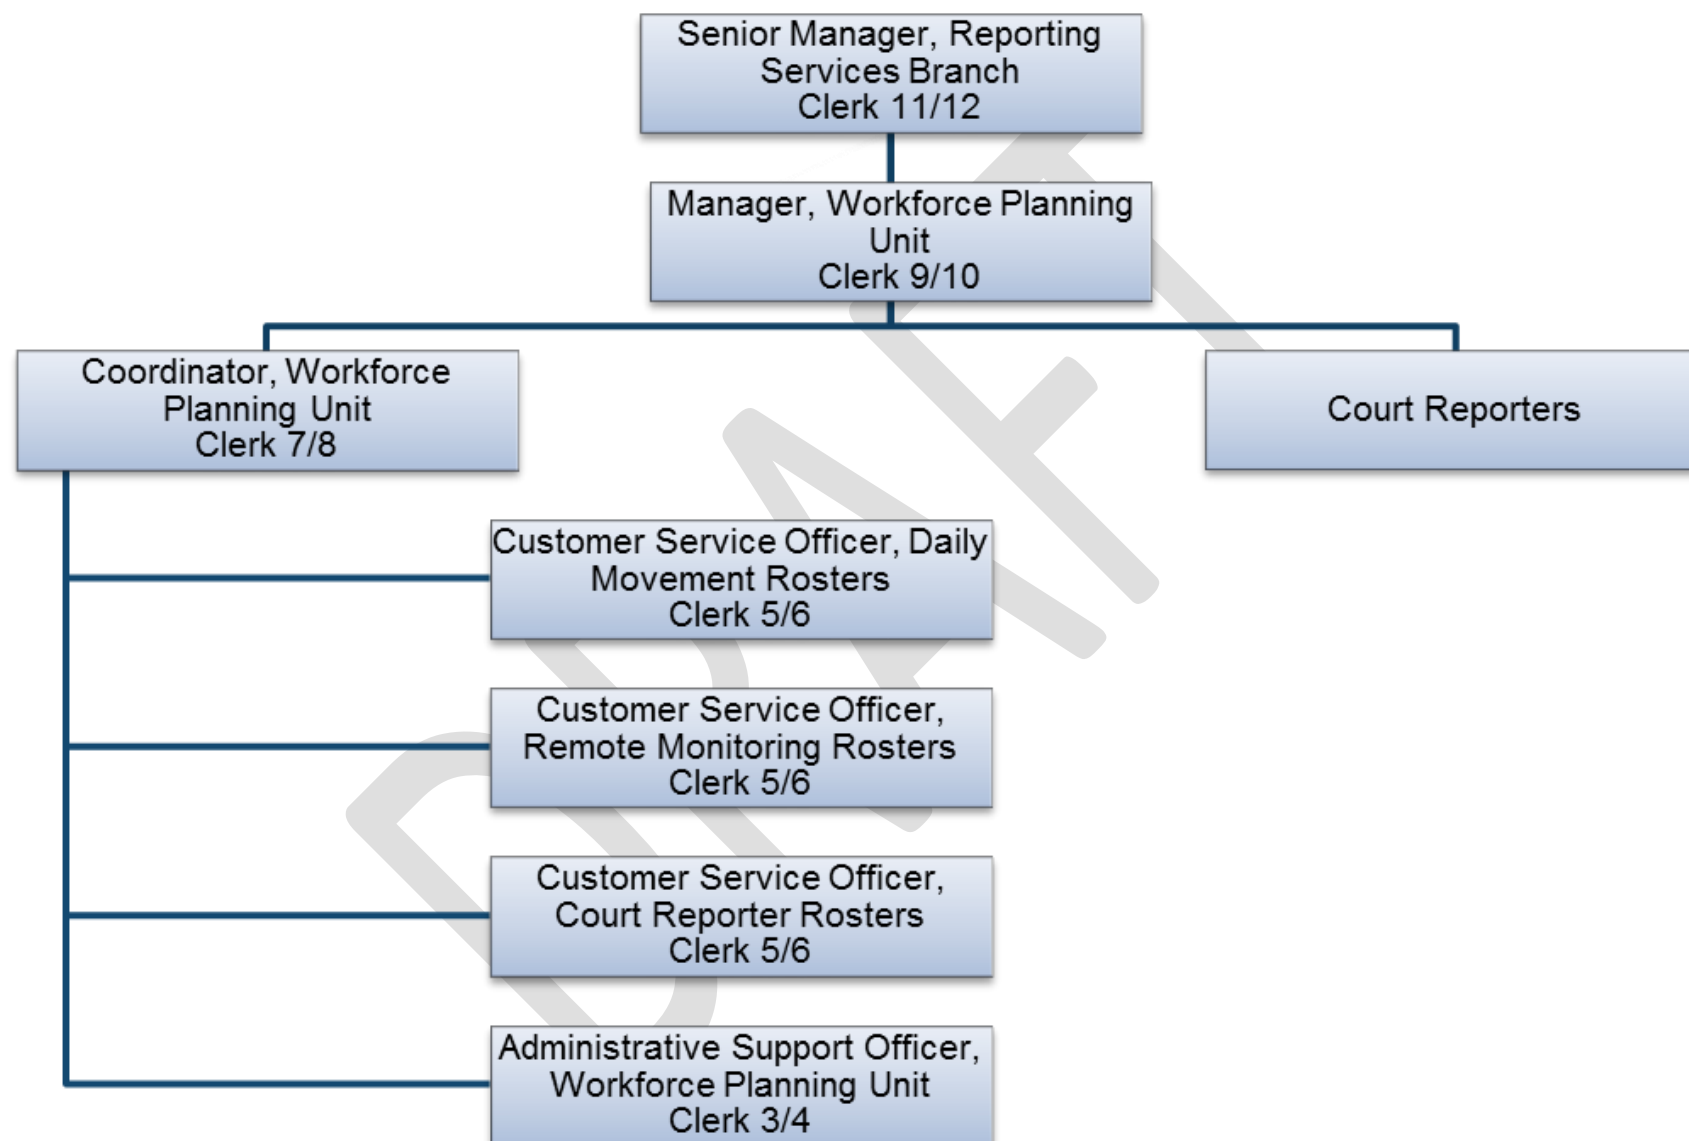 Senior Manager, Reporting
Services Branch
Clerk 11/12
Manager, Workforce Planning
Unit
Clerk 9/10
Coordinator, Workforce
Planning Unit
Clerk 7/8
Court Reporters
Customer Service Officer, Daily
Movement Rosters
Clerk 5/6
Customer Service Officer,
Remote Monitoring Rosters
Clerk 5/6
Customer Service Officer,
Court Reporter Rosters
Clerk 5/6
Administrative Support Officer,
Workforce Planning Unit
Clerk 3/4
DRAFT